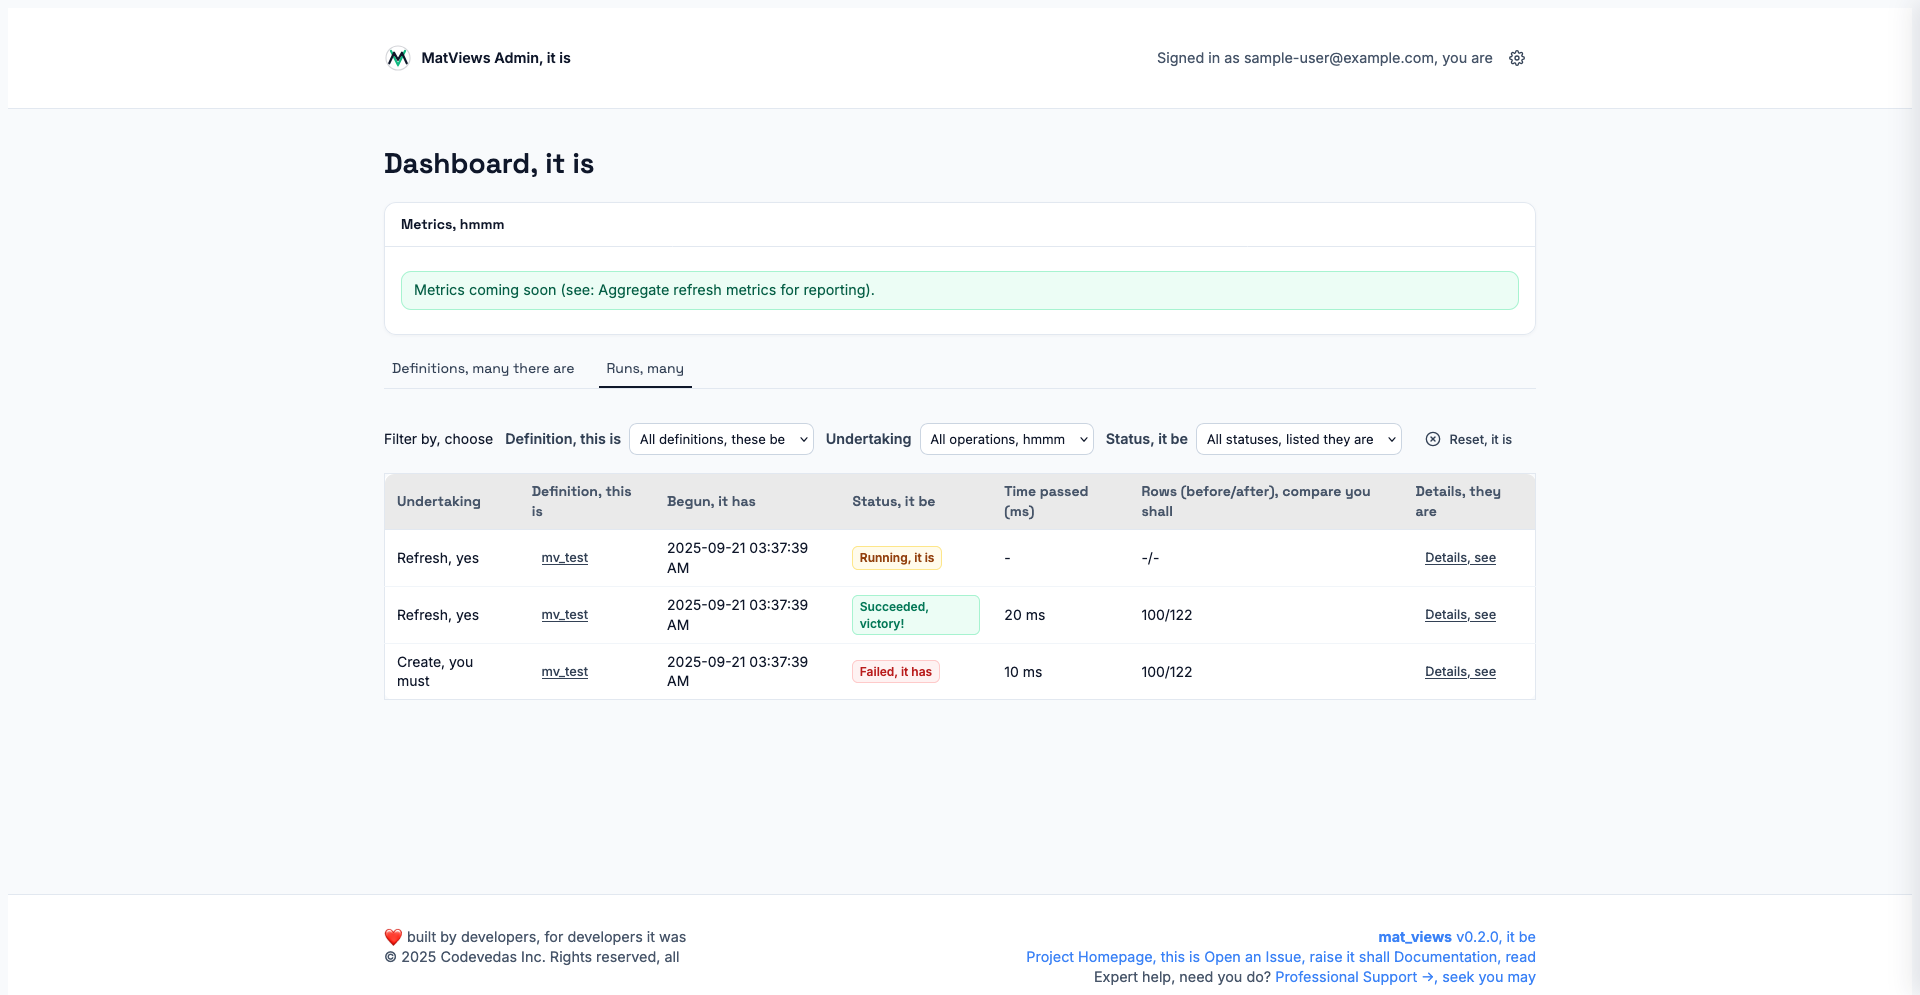 MatViews Admin, it is
Signed in as sample-user@example.com, you are
Dashboard, it is
Metrics, hmmm
Metrics coming soon (see: Aggregate refresh metrics for reporting).
Definitions, many there are
Runs, many
Filter by, choose
Definition, this is
All definitions, these be
Undertaking
All operations, hmmm
Status, it be
All statuses, listed they are
Reset, it is
Undertaking
Definition, this
is
Begun, it has
Status, it be
Time passed
(ms)
Rows (before/after), compare you
shall
Details, they
are
Refresh, yes
mv_test
2025-09-21 03:37:39
AM
Running, it is
-
-/-
Details, see
Refresh, yes
mv_test
2025-09-21 03:37:39
AM
Succeeded,
victory!
20 ms
100/122
Details, see
Create, you
must
mv_test
2025-09-21 03:37:39
AM
Failed, it has
10 ms
100/122
Details, see
❤️ built by developers, for developers it was
© 2025 Codevedas Inc. Rights reserved, all
mat_views v0.2.0, it be
Project Homepage, this is Open an Issue, raise it shall Documentation, read
Expert help, need you do? Professional Support →, seek you may